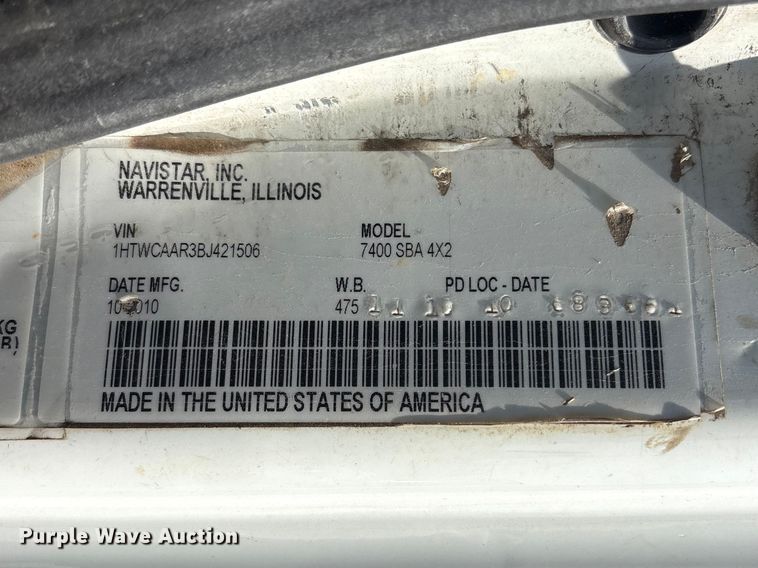 NAVISTAR, INC.
WARRENVILLE, ILLINOIS
VIN MODEL
1HTWCAAR3BJ421506 7400 SBA 4X2
DATE MFG. W.B. PD LOC - DATE
475
KG
MADE IN THE UNITED STATES OF AMERICA
Purple Wave Auction